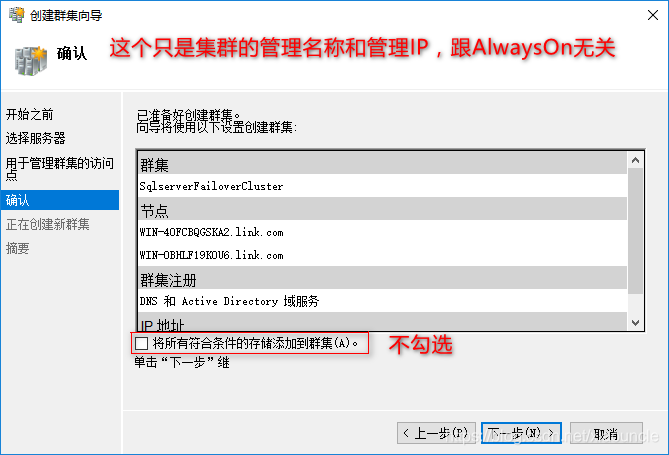 创建群集向导
确认
这个只是集群的管理名称和管理IP，跟AlwaysOn无关
开始之前
选择服务器
用于管理群集的访问点
确认
正在创建新群集
摘要
已准备好创建群集。
向导将使用以下设置创建群集:
群集
SqlserverFailoverCluster
节点
WIN-4OFCBQGSKA2.link.com
WIN-OBHLF19KOU6.link.com
群集注册
DNS 和 Active Directory 域服务
IP 地址
将所有符合条件的存储添加到群集(A)。
不勾选
单击“下一步”继
< 上一步(P)
下一步(N) >
取消